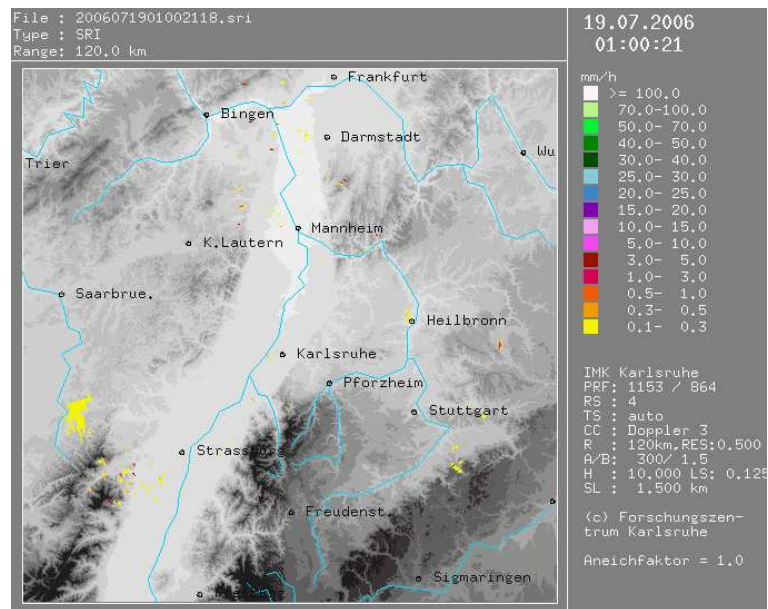 File : 2006071901002118.sri
Type : SRI
Range: 120.0 km
19.07.2006
01:00:21
mm/h
>= 100.0
70.0-100.0
50.0- 70.0
40.0- 50.0
30.0- 40.0
25.0- 30.0
20.0- 25.0
15.0- 20.0
10.0- 15.0
5.0- 10.0
3.0- 5.0
1.0- 3.0
0.5- 1.0
0.3- 0.5
0.1- 0.3
IMK Karlsruhe
PRF: 1153 / 864
RS : 4
TS : auto
CC : Doppler 3
R : 120km,RES:0.500
A/B: 300/ 1.5
H : 10.000 LS: 0.125
SL : 1.500 km
(c) Forschungszen-
trum Karlsruhe
Aneichfaktor = 1.0
Frankfurt
Bingen
Darmstadt
Wu
Trier
Mannheim
K.Lautern
Saarbrue.
Heilbronn
Karlsruhe
Pforzheim
Stuttgart
Strassburg
Freudenst.
Sigmaringen